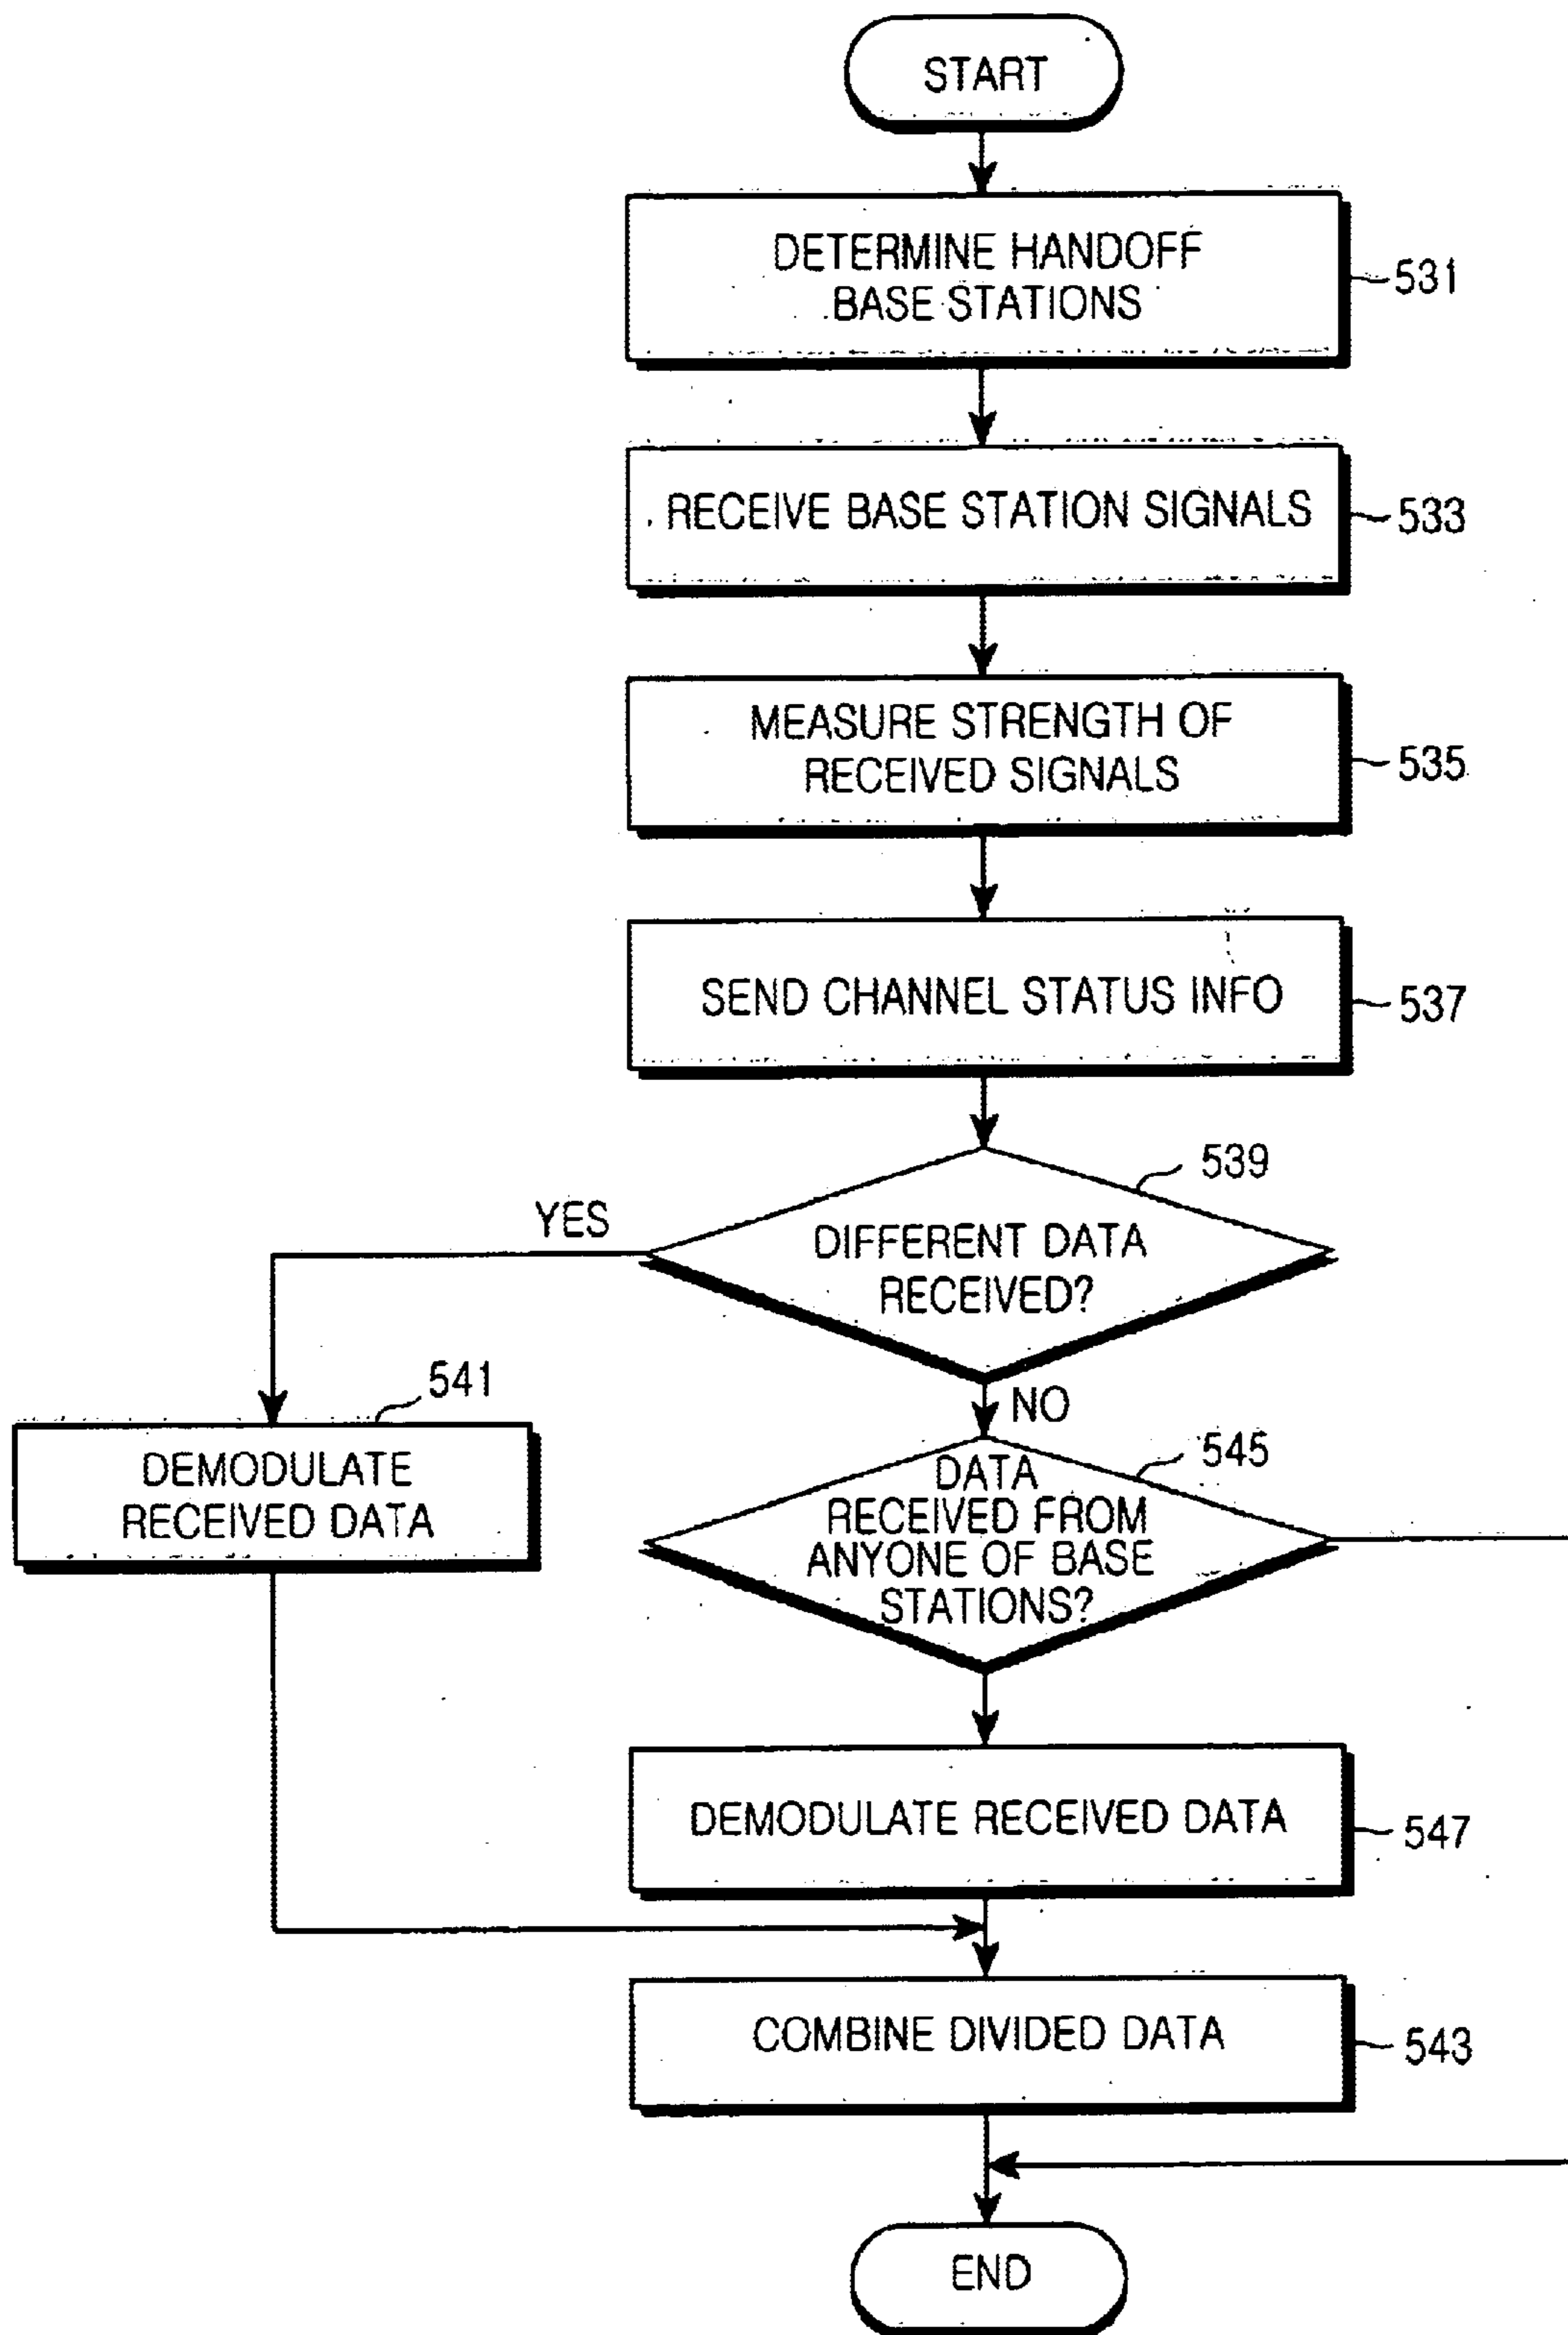 START
DETERMINE HANDOFF
BASE STATIONS
531
RECEIVE BASE STATION SIGNALS
533
MEASURE STRENGTH OF
RECEIVED SIGNALS
535
SEND CHANNEL STATUS INFO
537
539
YES
DIFFERENT DATA
RECEIVED?
541
NO
DEMODULATE
RECEIVED DATA
545
DATA
RECEIVED FROM
ANYONE OF BASE
STATIONS?
DEMODULATE RECEIVED DATA
547
COMBINE DIVIDED DATA
543
END